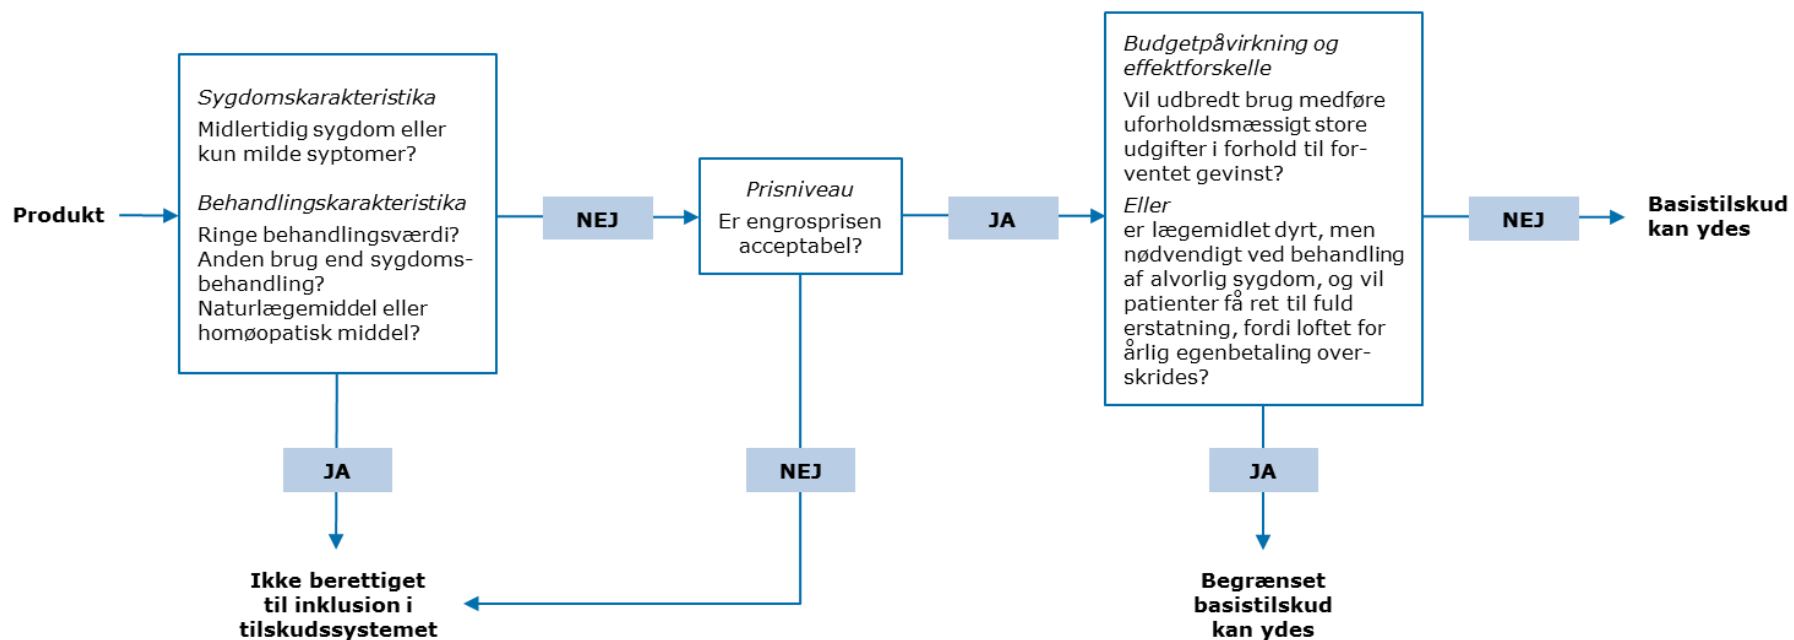 Produkt
Sygdomskarakteristika
Midlertidig sygdom eller
kun milde syptomer?
Behandlingskarakteristika
Ringe behandlingsværdi?
Anden brug end sygdoms-
behandling?
Naturlægemiddel eller
homøopatisk middel?
JA
Ikke berettiget
til inklusion i
tilskudssystemet
NEJ
Prisniveau
Er engrosprisen
acceptabel?
NEJ
JA
Budgetpåvirkning og
effektforskelle
Vil udbredt brug medføre
uforholdsmæssigt store
udgifter i forhold til for-
ventet gevinst?
Eller
er lægemidlet dyrt, men
nødvendigt ved behandling
af alvorlig sygdom, og vil
patienter få ret til fuld
erstatning, fordi loftet for
årlig egenbetaling over-
skrides?
JA
Begrænset
basistilskud
kan ydes
NEJ
Basistilskud
kan ydes